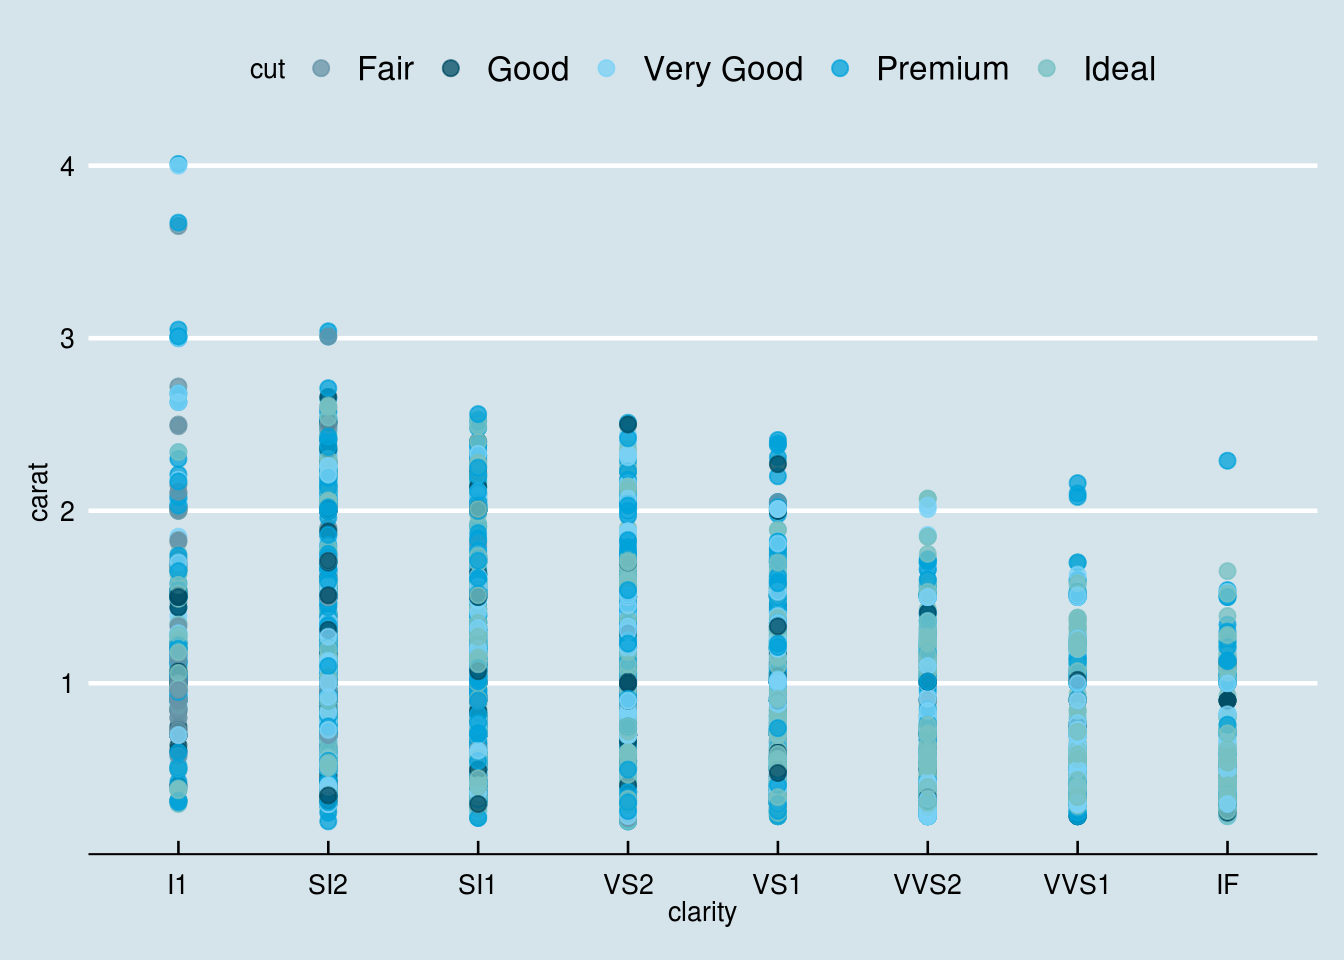 cut Fair Good Very Good Premium Ideal
4
3
2
1
carat
I1 SI2 SI1 VS2 VS1 VVS2 VVS1 IF
clarity